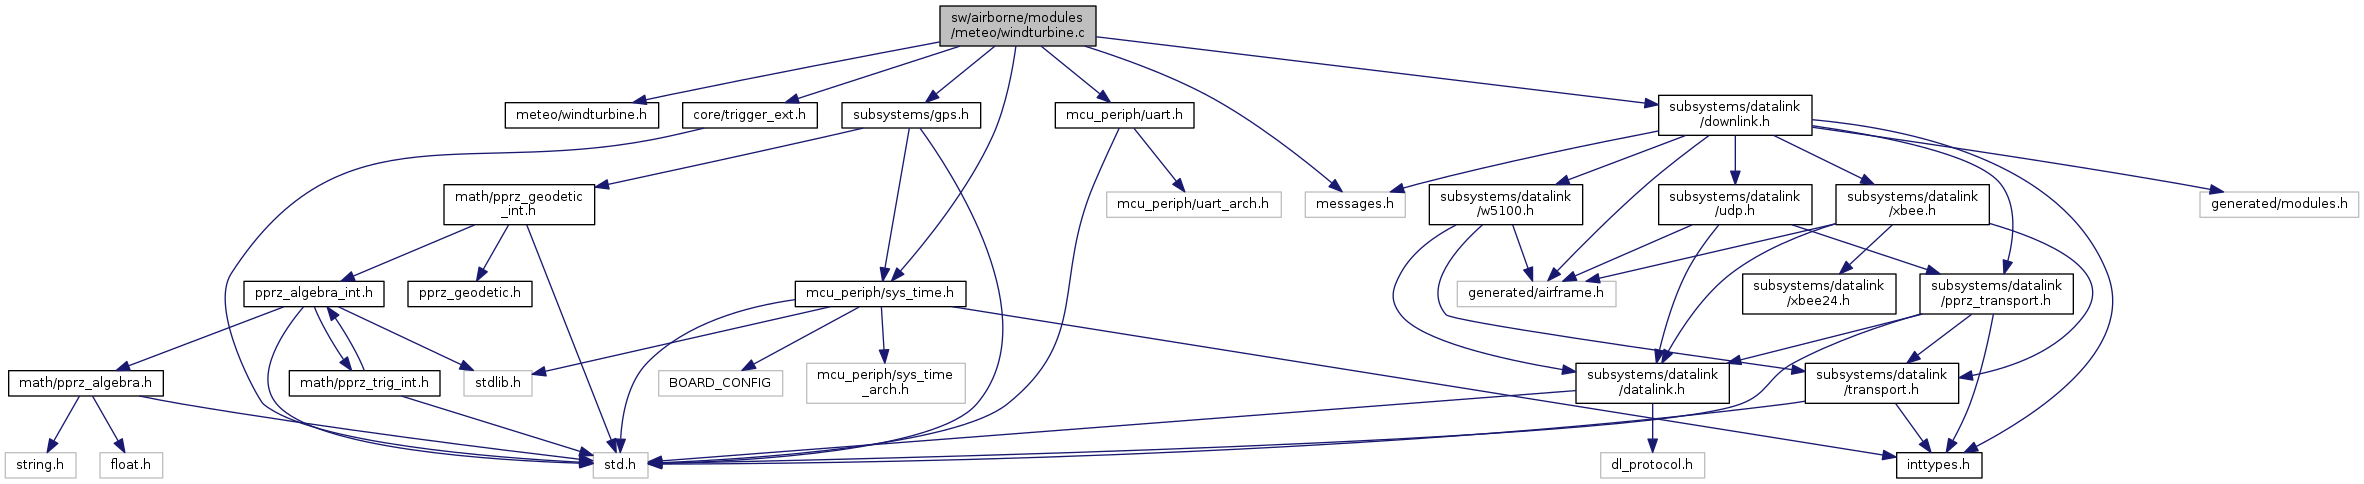 sw/airborne/modules
/meteo/windturbine.c
meteo/windturbine.h
core/trigger_ext.h
subsystems/gps.h
mcu_periph/uart.h
subsystems/datalink
/downlink.h
math/pprz_geodetic
_int.h
mcu_periph/uart_arch.h
messages.h
subsystems/datalink
/w5100.h
subsystems/datalink
/udp.h
subsystems/datalink
/xbee.h
generated/modules.h
pprz_algebra_int.h
pprz_geodetic.h
mcu_periph/sys_time.h
generated/airframe.h
subsystems/datalink
/xbee24.h
subsystems/datalink
/pprz_transport.h
math/pprz_algebra.h
math/pprz_trig_int.h
stdlib.h
BOARD_CONFIG
mcu_periph/sys_time
_arch.h
subsystems/datalink
/datalink.h
subsystems/datalink
/transport.h
string.h
float.h
std.h
dl_protocol.h
inttypes.h